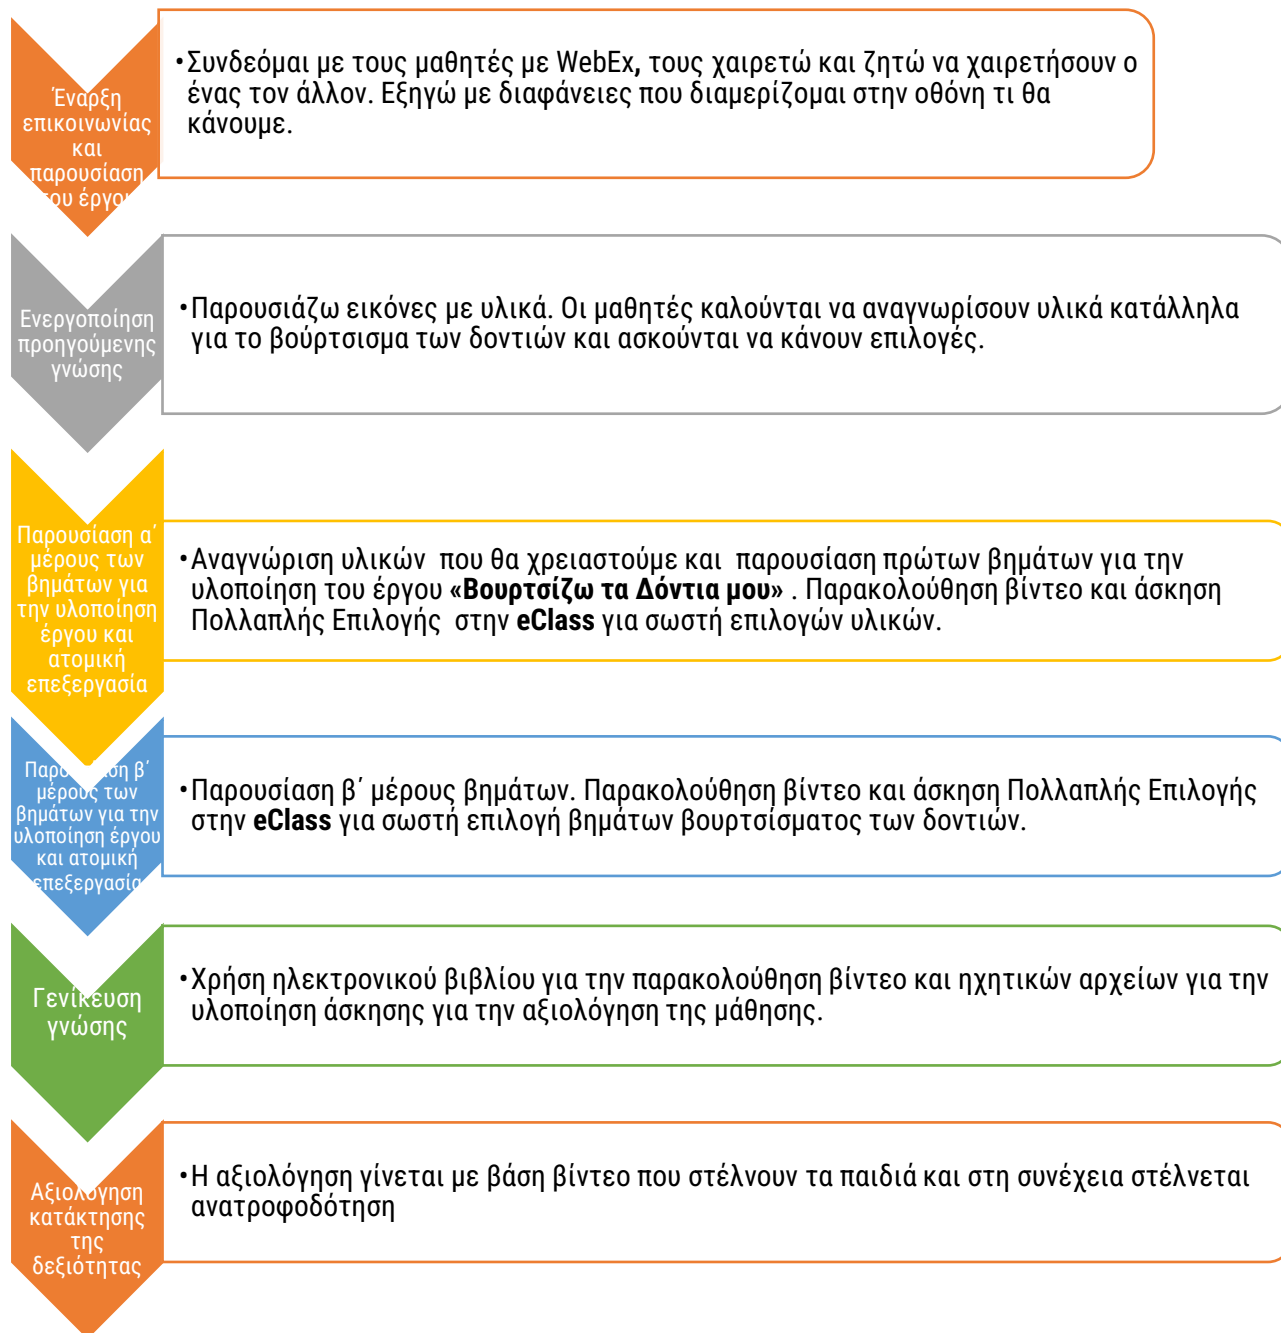 Έναρξη
επικοινωνίας
και
παρουσίαση
του έργου
•Συνδεόμαι με τους μαθητές με WebEx, τους χαιρετώ και ζητώ να χαιρετήσουν ο
ένας τον άλλον. Εξηγώ με διαφάνειες που διαμερίζομαι στην οθόνη τι θα
κάνουμε.
Ενεργοποίηση
προηγούμενης
γνώσης
•Παρουσιάζω εικόνες με υλικά. Οι μαθητές καλούνται να αναγνωρίσουν υλικά κατάλληλα
για το βούρτσισμα των δοντιών και ασκούνται να κάνουν επιλογές.
Παρουσίαση α΄
μέρους των
βημάτων για
την υλοποίηση
έργου και
ατομική
επεξεργασία
•Αναγνώριση υλικών που θα χρειαστούμε και παρουσίαση πρώτων βημάτων για την
υλοποίηση του έργου «Βουρτσίζω τα Δόντια μου» . Παρακολούθηση βίντεο και άσκηση
Πολλαπλής Επιλογής στην eClass για σωστή επιλογών υλικών.
Παρουσίαση β΄
μέρους των
βημάτων για την
υλοποίηση έργου
και ατομική
επεξεργασία
•Παρουσίαση β΄ μέρους βημάτων. Παρακολούθηση βίντεο και άσκηση Πολλαπλής Επιλογής
στην eClass για σωστή επιλογή βημάτων βουρτσίσματος των δοντιών.
Γενίκευση
γνώσης
•Χρήση ηλεκτρονικού βιβλίου για την παρακολούθηση βίντεο και ηχητικών αρχείων για την
υλοποίηση άσκησης για την αξιολόγηση της μάθησης.
Αξιολόγηση
κατάκτησης
της
δεξιότητας
•Η αξιολόγηση γίνεται με βάση βίντεο που στέλνουν τα παιδιά και στη συνέχεια στέλνεται
ανατροφοδότηση